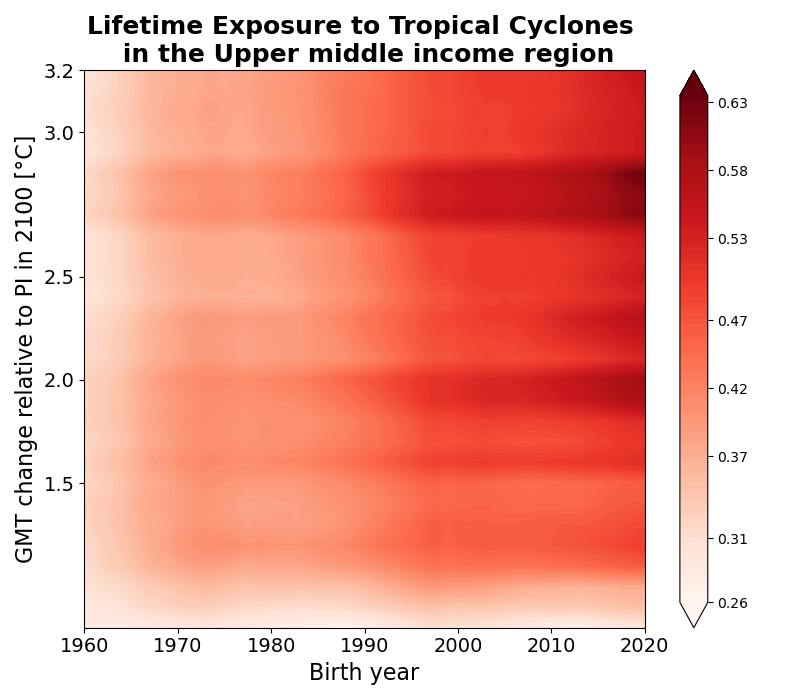 Lifetime Exposure to Tropical Cyclones
in the Upper middle income region
GMT change relative to PI in 2100 [°C]
3.2
3.0
2.5
2.0
1.5
1960 1970 1980 1990 2000 2010 2020
Birth year
0.63
0.58
0.53
0.47
0.42
0.37
0.31
0.26